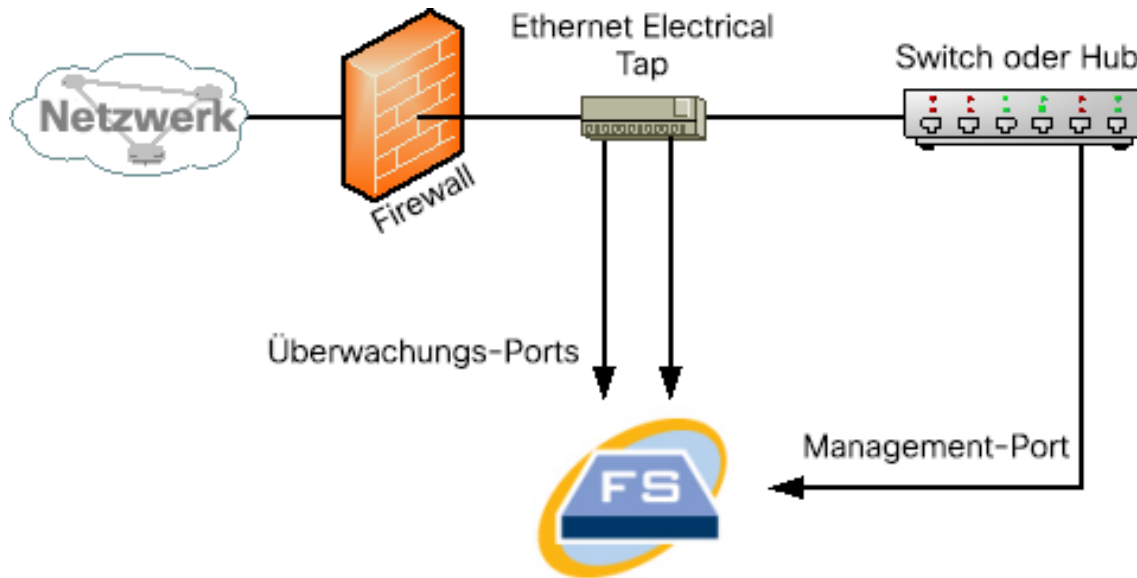 Ethernet Electrical
Tap
Switch oder Hub
Netzwerk
Firewall
Überwachungs-Ports
Management-Port
FS